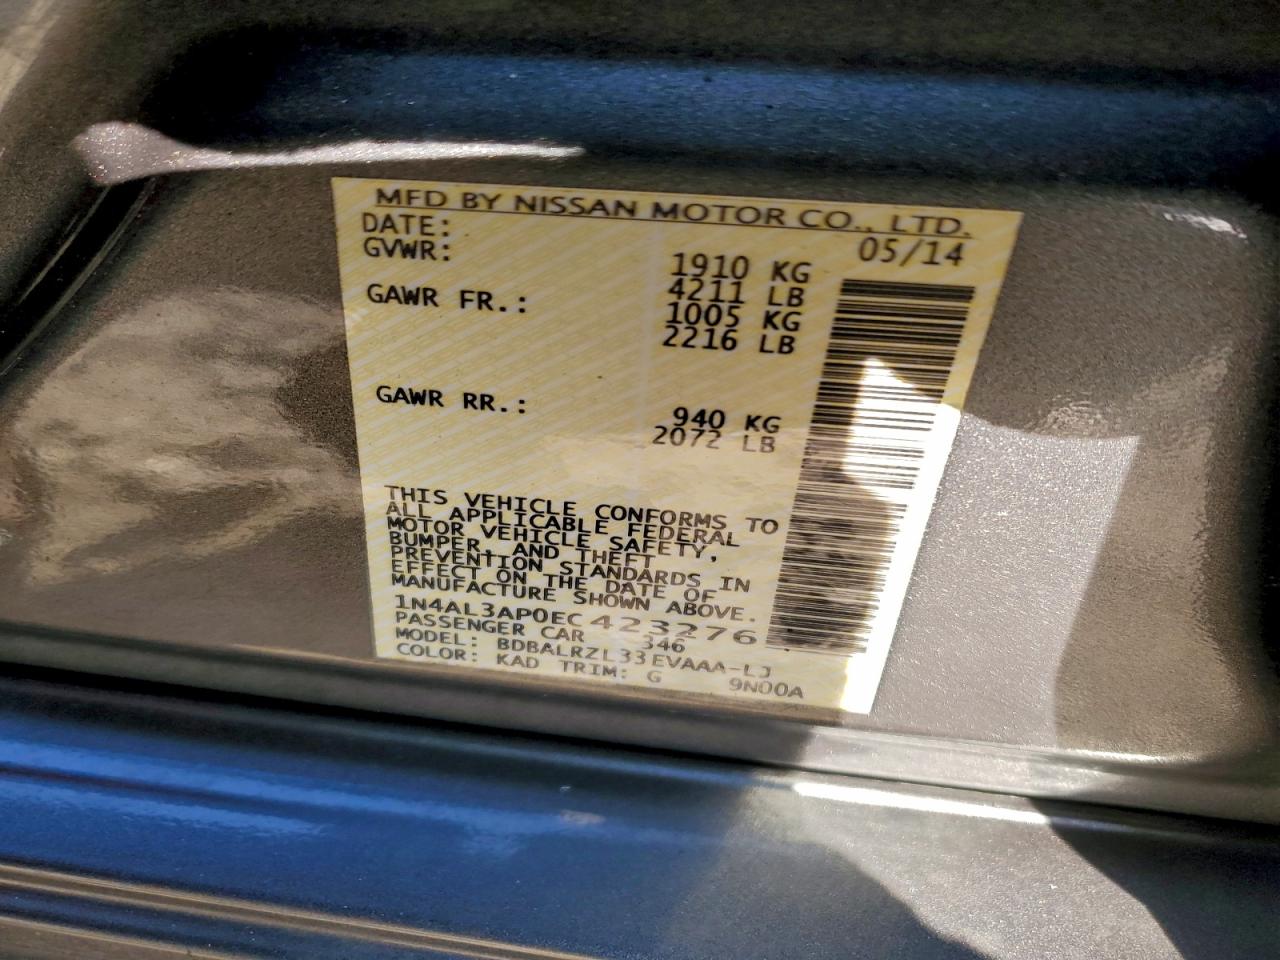 MFD BY NISSAN MOTOR CO., LTD.
DATE: 05/14
GVWR: 1910 KG
4211 LB
GAWR FR.: 1005 KG
2216 LB
GAWR RR.: 940 KG
2072 LB
THIS VEHICLE CONFORMS TO
ALL APPLICABLE FEDERAL
MOTOR VEHICLE SAFETY,
BUMPER, AND THEFT
PREVENTION STANDARDS IN
EFFECT ON THE DATE OF
MANUFACTURE SHOWN ABOVE.
1N4AL3AP0EC423276
PASSENGER CAR 346
MODEL: BDBALRZL33EVAAA-LJ
COLOR: KAD TRIM: G 9N00A